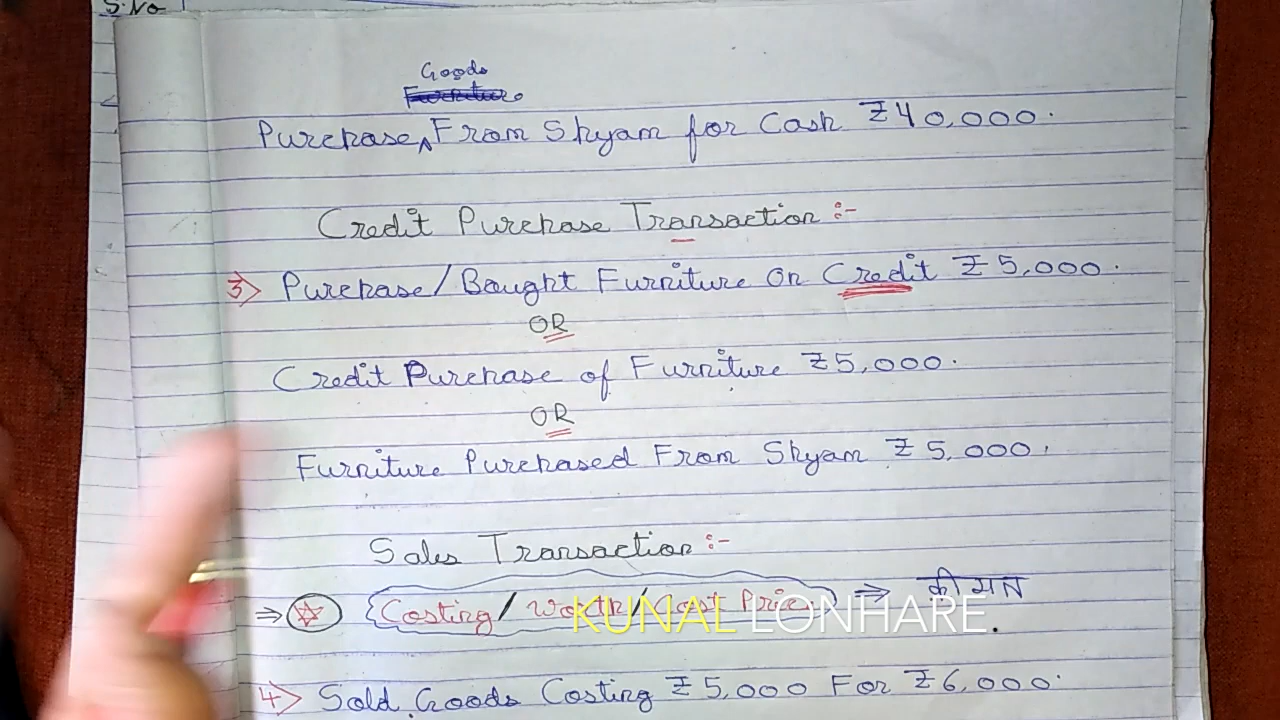 S.No
Goods
Purchase From Shyam for Cash ₹40,000.
Credit Purchase Transaction :-
3> Purchase/Bought Furniture On Credit ₹5,000.
OR
Credit Purchase of Furniture ₹5,000.
OR
Furniture Purchased From Shyam ₹5,000.
Sales Transaction :-
⇒ Costing/Worth/Cost Price ⇒ कीमत
KUNAL LONHARE.
4> Sold Goods Costing ₹5,000 For ₹6,000.